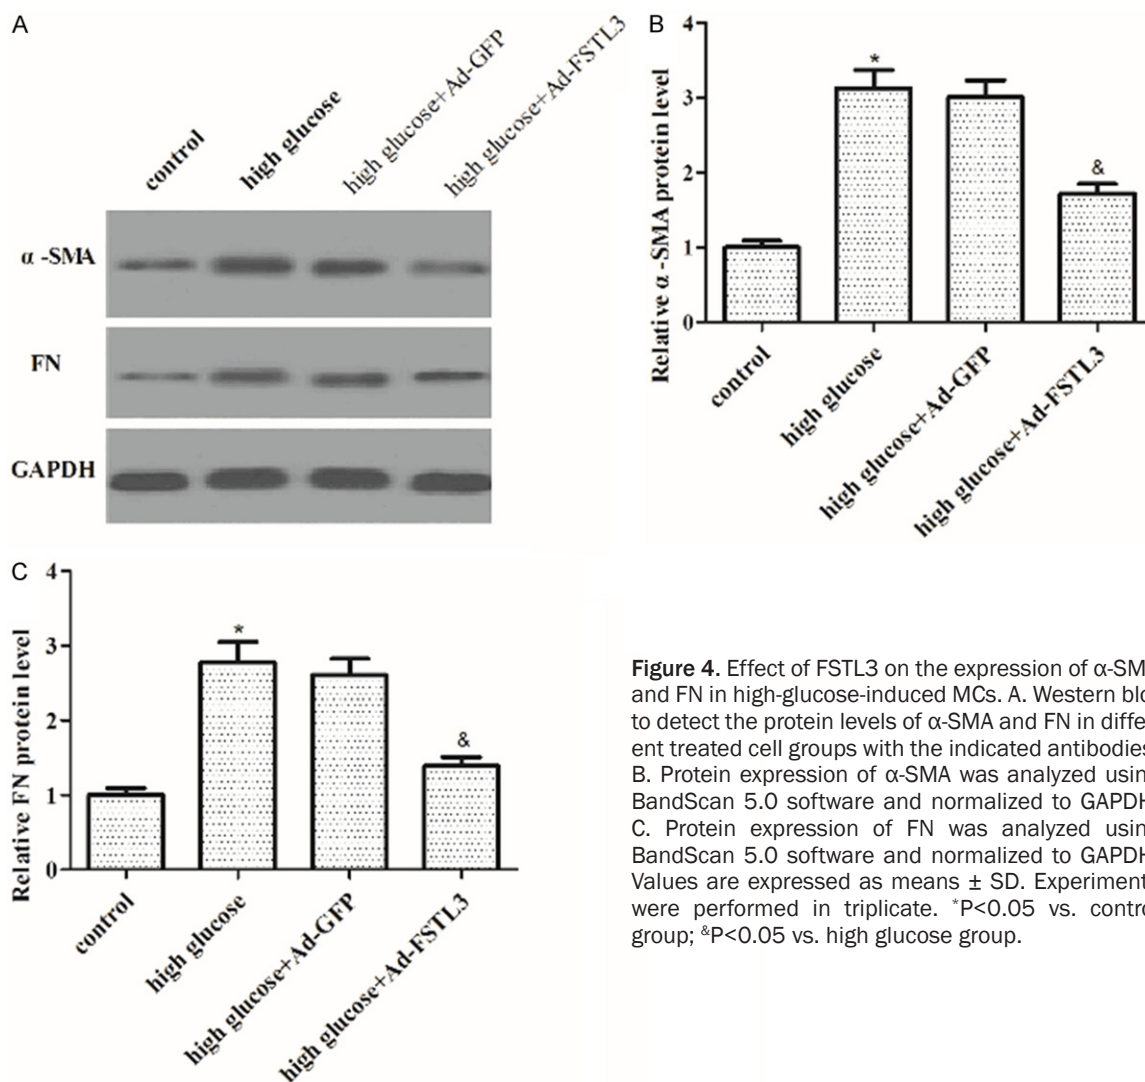 A
control
high glucose
high glucose+Ad-GFP
high glucose+Ad-FSTL3
α -SMA
FN
GAPDH
B
Relative α -SMA protein level
4
3
2
1
0
*
&
control
high glucose
high glucose+Ad-GFP
high glucose+Ad-FSTL3
C
Relative FN protein level
4
3
2
1
0
*
&
control
high glucose
high glucose+Ad-GFP
high glucose+Ad-FSTL3
Figure 4. Effect of FSTL3 on the expression of α-SM
and FN in high-glucose-induced MCs. A. Western blo
to detect the protein levels of α-SMA and FN in differ
ent treated cell groups with the indicated antibodies
B. Protein expression of α-SMA was analyzed usin
BandScan 5.0 software and normalized to GAPDH
C. Protein expression of FN was analyzed usin
BandScan 5.0 software and normalized to GAPDH
Values are expressed as means ± SD. Experiment
were performed in triplicate. *P<0.05 vs. contro
group; &P<0.05 vs. high glucose group.